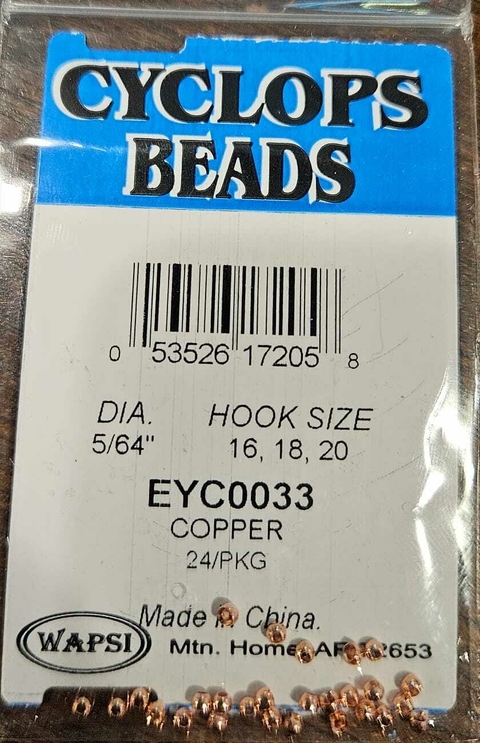 CYCLOPS
BEADS
0 53526 17205 8
DIA. HOOK SIZE
5/64" 16, 18, 20
EYC0033
COPPER
24/PKG
Made in China.
WAPSI Mtn. Home,